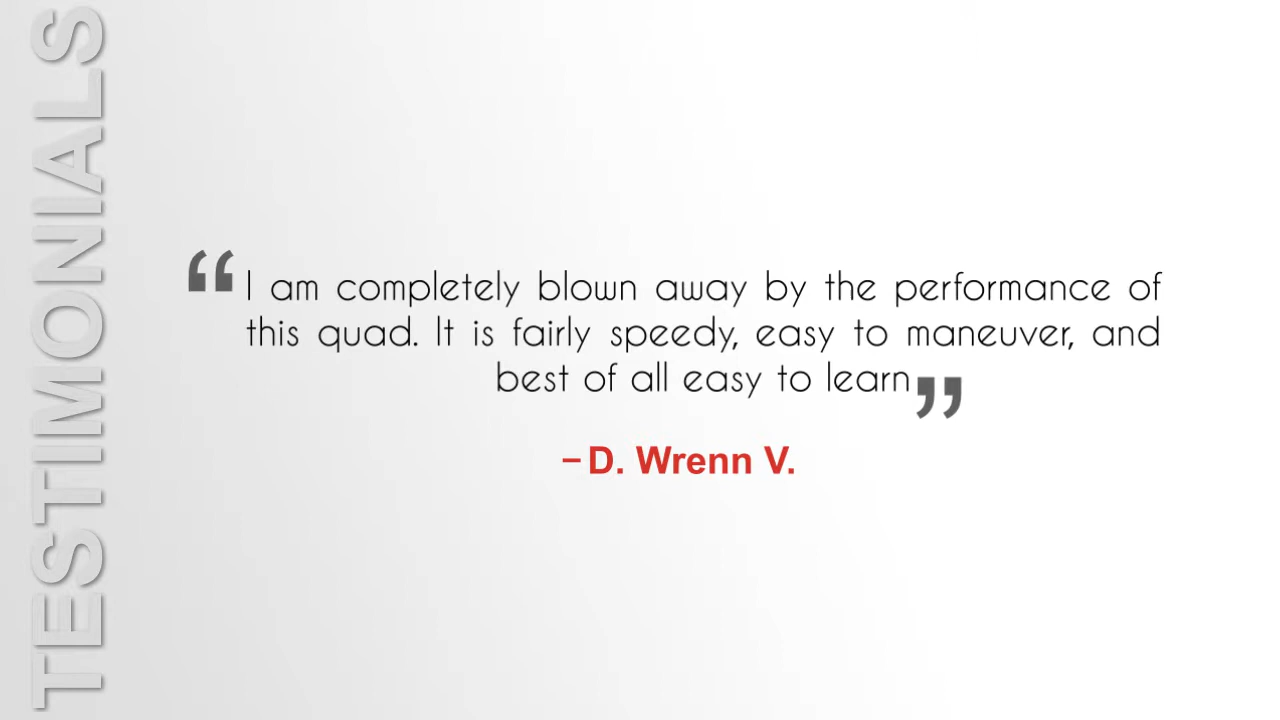 TESTIMONIALS
“I am completely blown away by the performance of
this quad. It is fairly speedy, easy to maneuver, and
best of all easy to learn”
– D. Wrenn V.